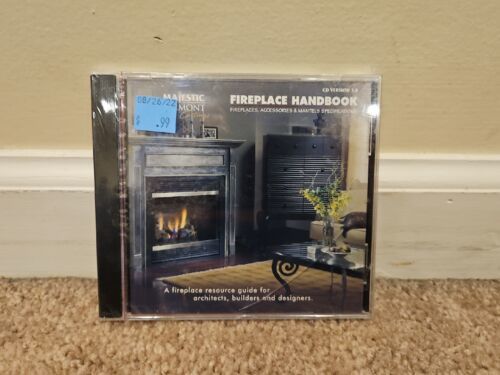 CD VERSION
08/26/22
$ .99
MAJESTIC
MONT
FIREPLACE HANDBOOK
FIREPLACES, ACCESSORIES & MANTELS SPECIFICATIONS
A fireplace resource guide for
architects, builders and designers.